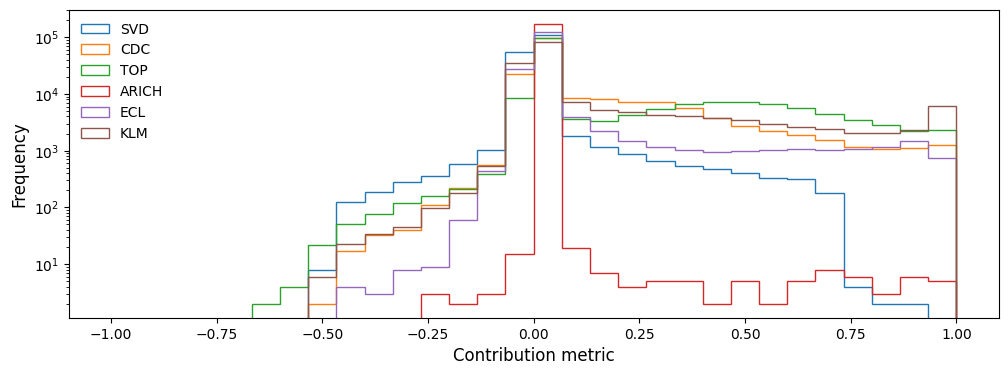 SVD
CDC
TOP
ARICH
ECL
KLM
10⁵
10⁴
10³
10²
10¹
Frequency
−1.00 −0.75 −0.50 −0.25 0.00 0.25 0.50 0.75 1.00
Contribution metric